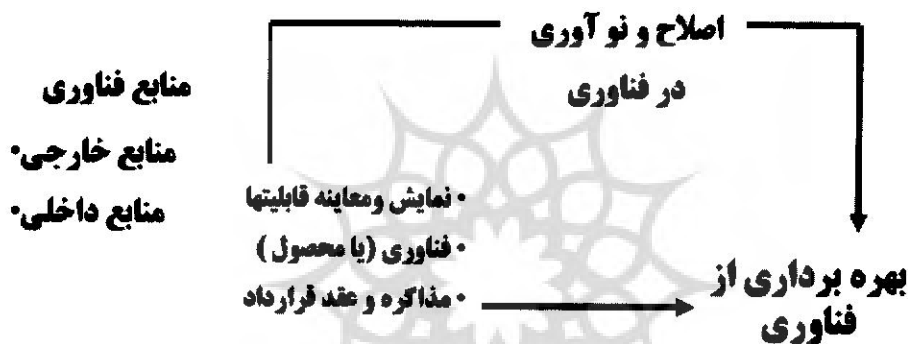 اصلاح و نو آوری
در فناوری
منابع فناوری
منابع خارجی•
منابع داخلی•
• نمایش ومعاینه قابلیتها
• فناوری (یا محصول)
• مذاکره و عقد قرارداد
بهره برداری از
فناوری